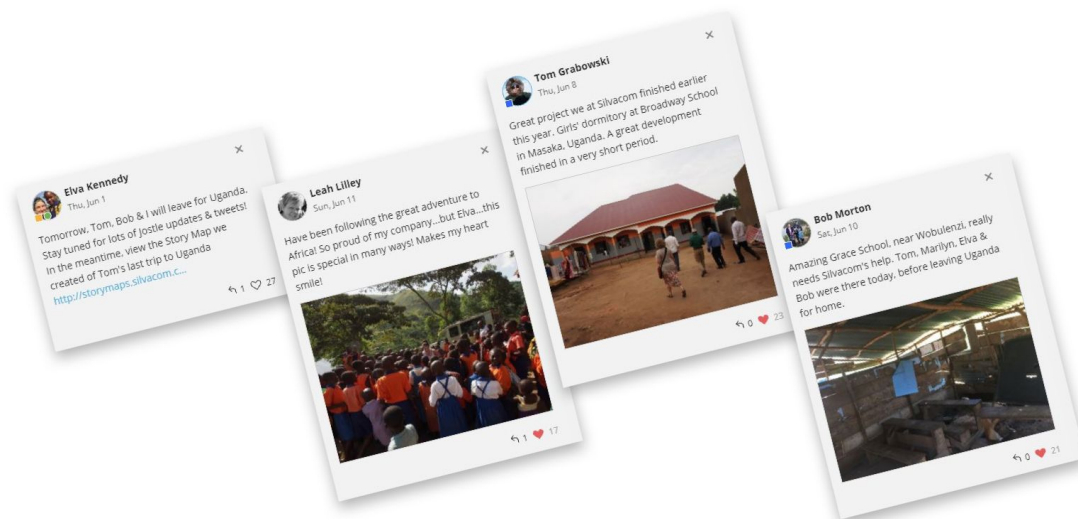 Elva Kennedy
Thu, Jun 1
Tomorrow, Tom, Bob & I will leave for Uganda.
Stay tuned for lots of Jostle updates & tweets!
In the meantime, view the Story Map we
created of Tom's last trip to Uganda
http://storymaps.silvacom.c...
1 27
Leah Lilley
Sun, Jun 11
Have been following the great adventure to
Africa! So proud of my company...but Elva...this
pic is special in many ways! Makes my heart
smile!
1 17
Tom Grabowski
Thu, Jun 8
Great project we at Silvacom finished earlier
this year. Girls' dormitory at Broadway School
in Masaka, Uganda. A great development
finished in a very short period.
0 23
Bob Morton
Sat, Jun 10
Amazing Grace School, near Wobulenzi, really
needs Silvacom's help. Tom, Marilyn, Elva &
Bob were there today, before leaving Uganda
for home.
0 21